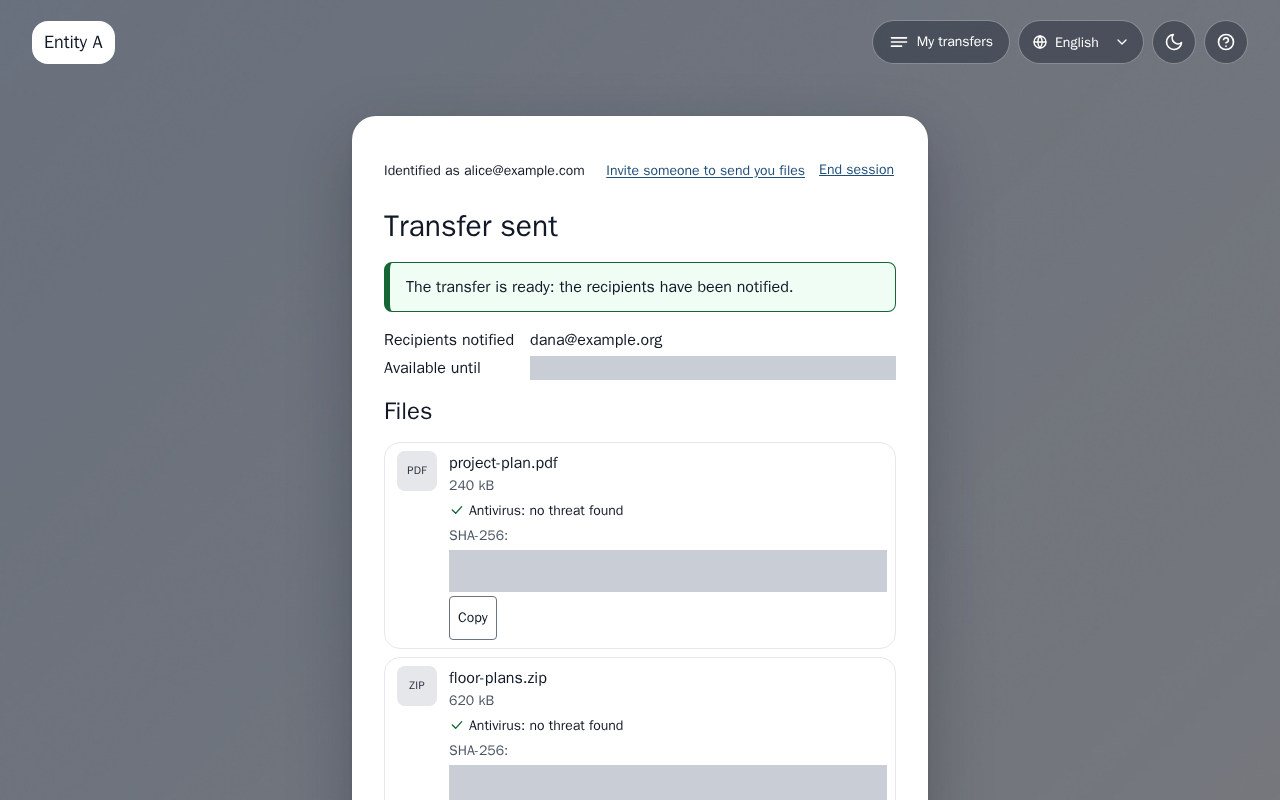 Entity A
My transfers
English
Identified as alice@example.com
Invite someone to send you files
End session
Transfer sent
The transfer is ready: the recipients have been notified.
Recipients notified
dana@example.org
Available until
Files
PDF
project-plan.pdf
240 kB
Antivirus: no threat found
SHA-256:
Copy
ZIP
floor-plans.zip
620 kB
Antivirus: no threat found
SHA-256: